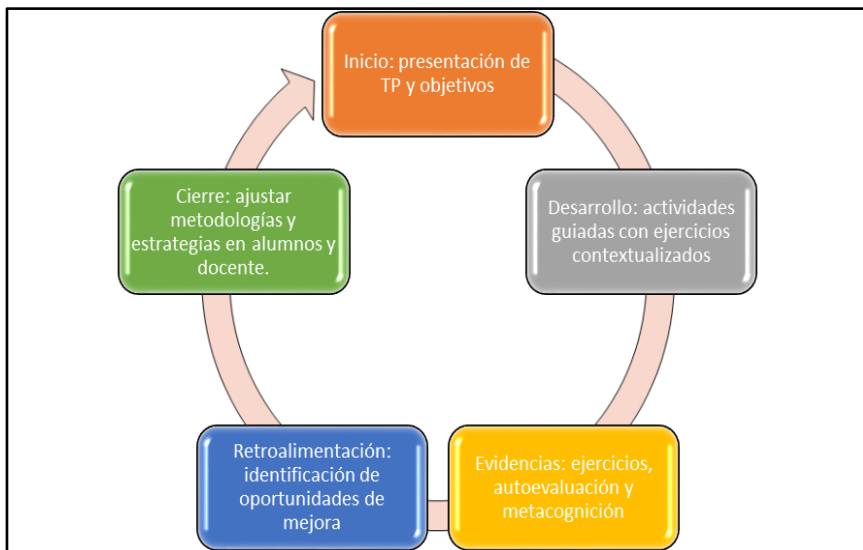 Inicio: presentación de
TP y objetivos
Desarrollo: actividades
guiadas con ejercicios
contextualizados
Evidencias: ejercicios,
autoevaluación y
metacognición
Retroalimentación:
identificación de
oportunidades de
mejora
Cierre: ajustar
metodologías y
estrategias en alumnos y
docente.